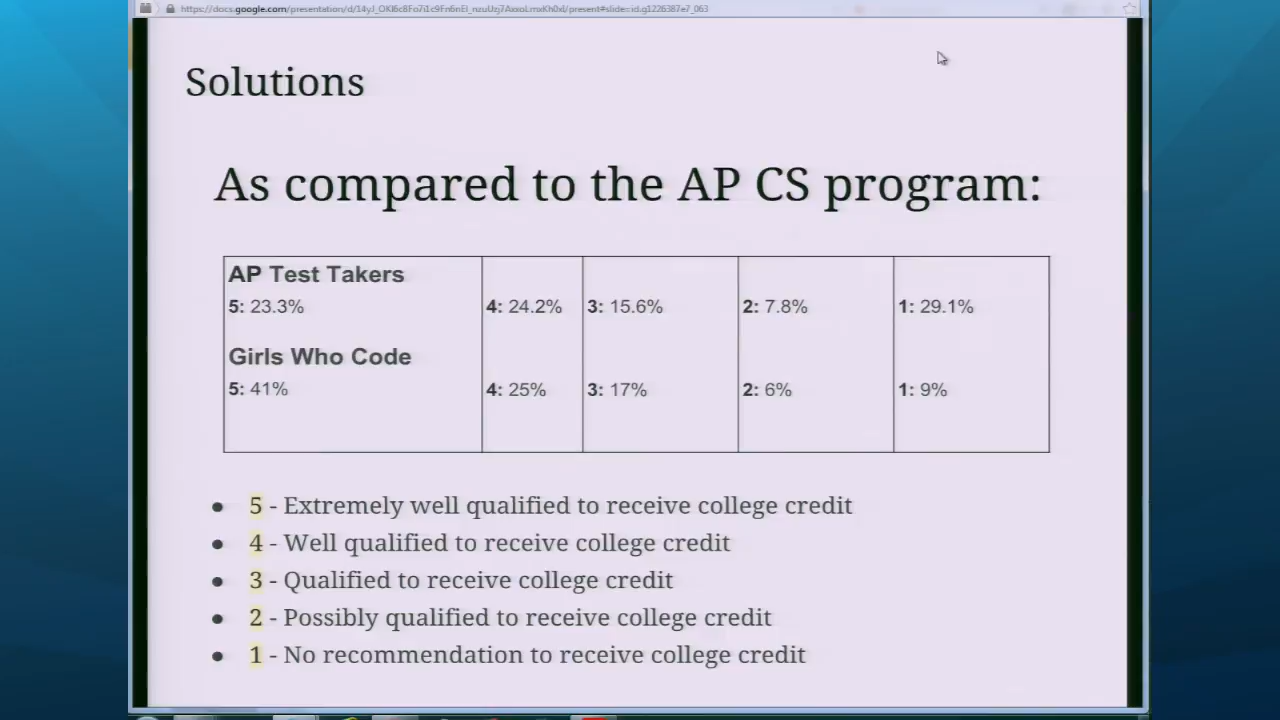 Solutions
As compared to the AP CS program:
AP Test Takers
5: 23.3% 4: 24.2% 3: 15.6% 2: 7.8% 1: 29.1%
Girls Who Code
5: 41% 4: 25% 3: 17% 2: 6% 1: 9%
• 5 - Extremely well qualified to receive college credit
• 4 - Well qualified to receive college credit
• 3 - Qualified to receive college credit
• 2 - Possibly qualified to receive college credit
• 1 - No recommendation to receive college credit